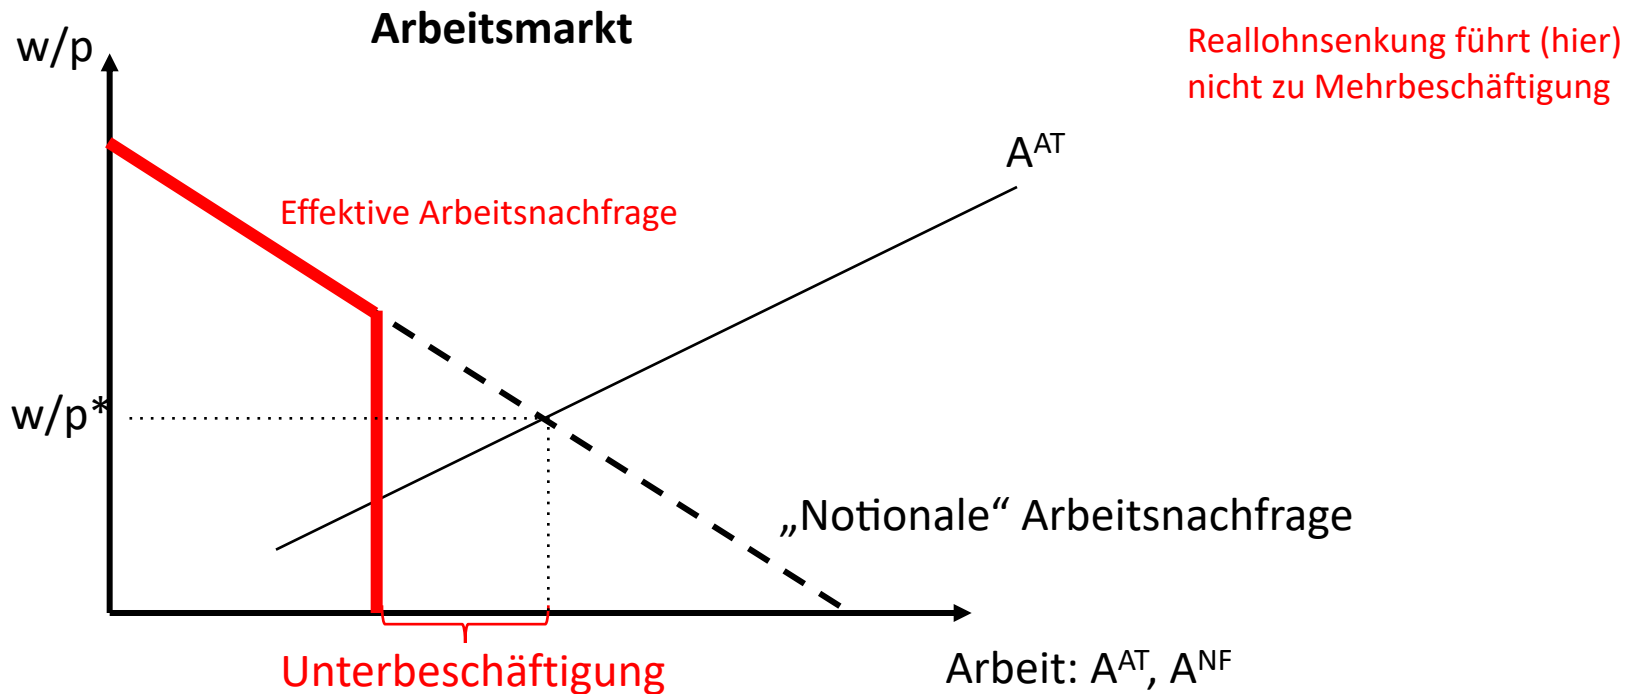 Arbeitsmarkt
w/p
Reallohnsenkung führt (hier)
nicht zu Mehrbeschäftigung
A^AT
Effektive Arbeitsnachfrage
w/p*
„Notionale“ Arbeitsnachfrage
Unterbeschäftigung
Arbeit: A^AT, A^NF